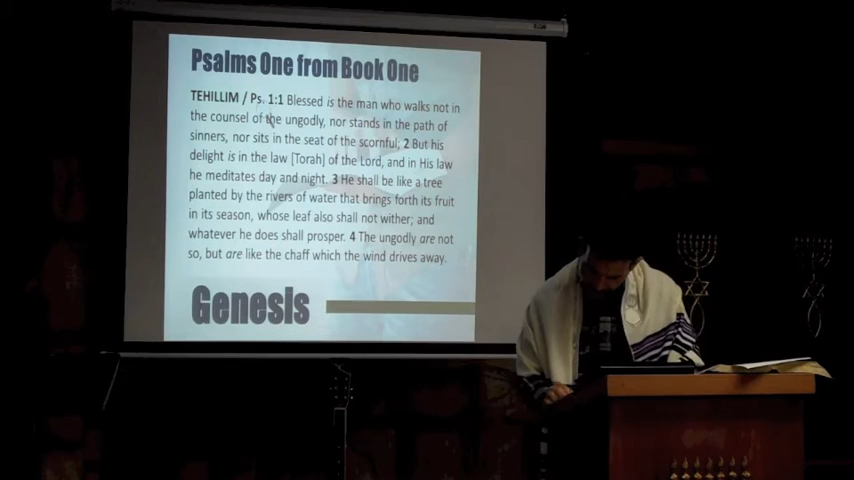 Psalms One from Book One
TEHILLIM / Ps. 1:1 Blessed is the man who walks not in
the counsel of the ungodly, nor stands in the path of
sinners, nor sits in the seat of the scornful; 2 But his
delight is in the law [Torah] of the Lord, and in His law
he meditates day and night. 3 He shall be like a tree
planted by the rivers of water that brings forth its fruit
in its season, whose leaf also shall not wither; and
whatever he does shall prosper. 4 The ungodly are not
so, but are like the chaff which the wind drives away.
Genesis